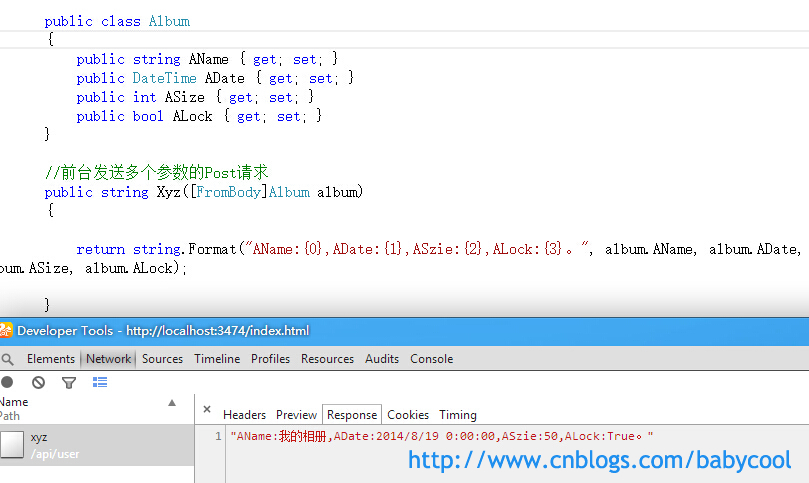 public class Album
{
public string AName { get; set; }
public DateTime ADate { get; set; }
public int ASize { get; set; }
public bool ALock { get; set; }
}
//前台发送多个参数的Post请求
public string Xyz([FromBody]Album album)
{
return string.Format("AName:{0},ADate:{1},ASzie:{2},ALock:{3}。", album.AName, album.ADate,
bum.ASize, album.ALock);
}
Developer Tools - http://localhost:3474/index.html
Elements Network Sources Timeline Profiles Resources Audits Console
Name
Path
× Headers Preview Response Cookies Timing
xyz
/api/user
1 "AName:我的相册,ADate:2014/8/19 0:00:00,ASzie:50,ALock:True。"
http://www.cnblogs.com/babycool